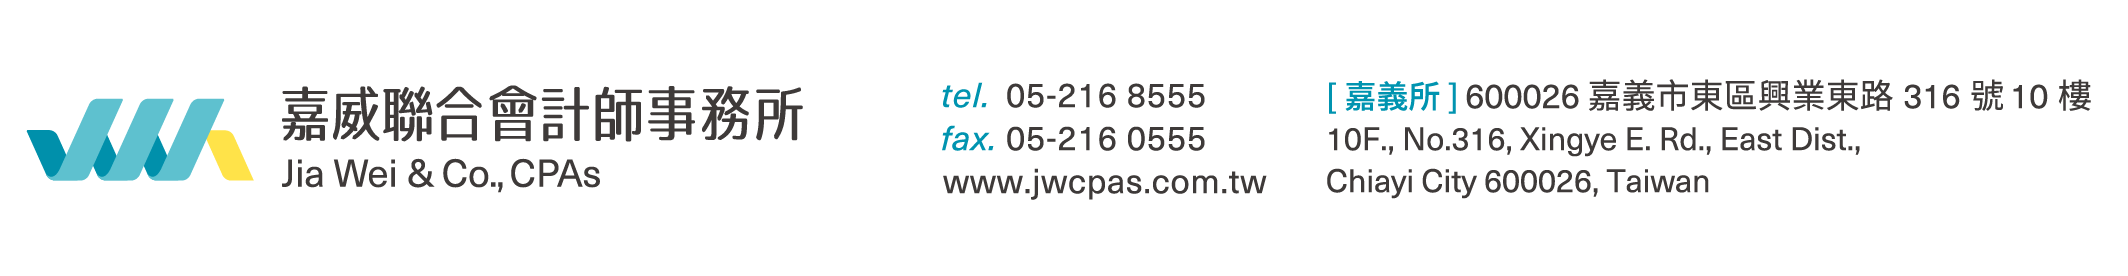 嘉威聯合會計師事務所
Jia Wei & Co., CPAs
tel. 05-216 8555
fax. 05-216 0555
www.jwcpas.com.tw
[ 嘉義所 ] 600026 嘉義市東區興業東路 316 號 10 樓
10F., No.316, Xingye E. Rd., East Dist.,
Chiayi City 600026, Taiwan